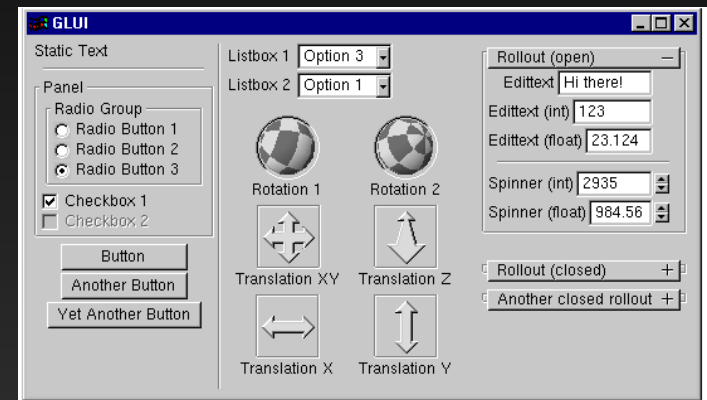 GLUI
Static Text
Panel
Radio Group
Radio Button 1
Radio Button 2
Radio Button 3
Checkbox 1
Checkbox 2
Button
Another Button
Yet Another Button
Listbox 1 Option 3
Listbox 2 Option 1
Rotation 1 Rotation 2
Translation XY Translation Z
Translation X Translation Y
Rollout (open)
Edittext Hi there!
Edittext (int) 123
Edittext (float) 23.124
Spinner (int) 2935
Spinner (float) 984.56
Rollout (closed)
Another closed rollout